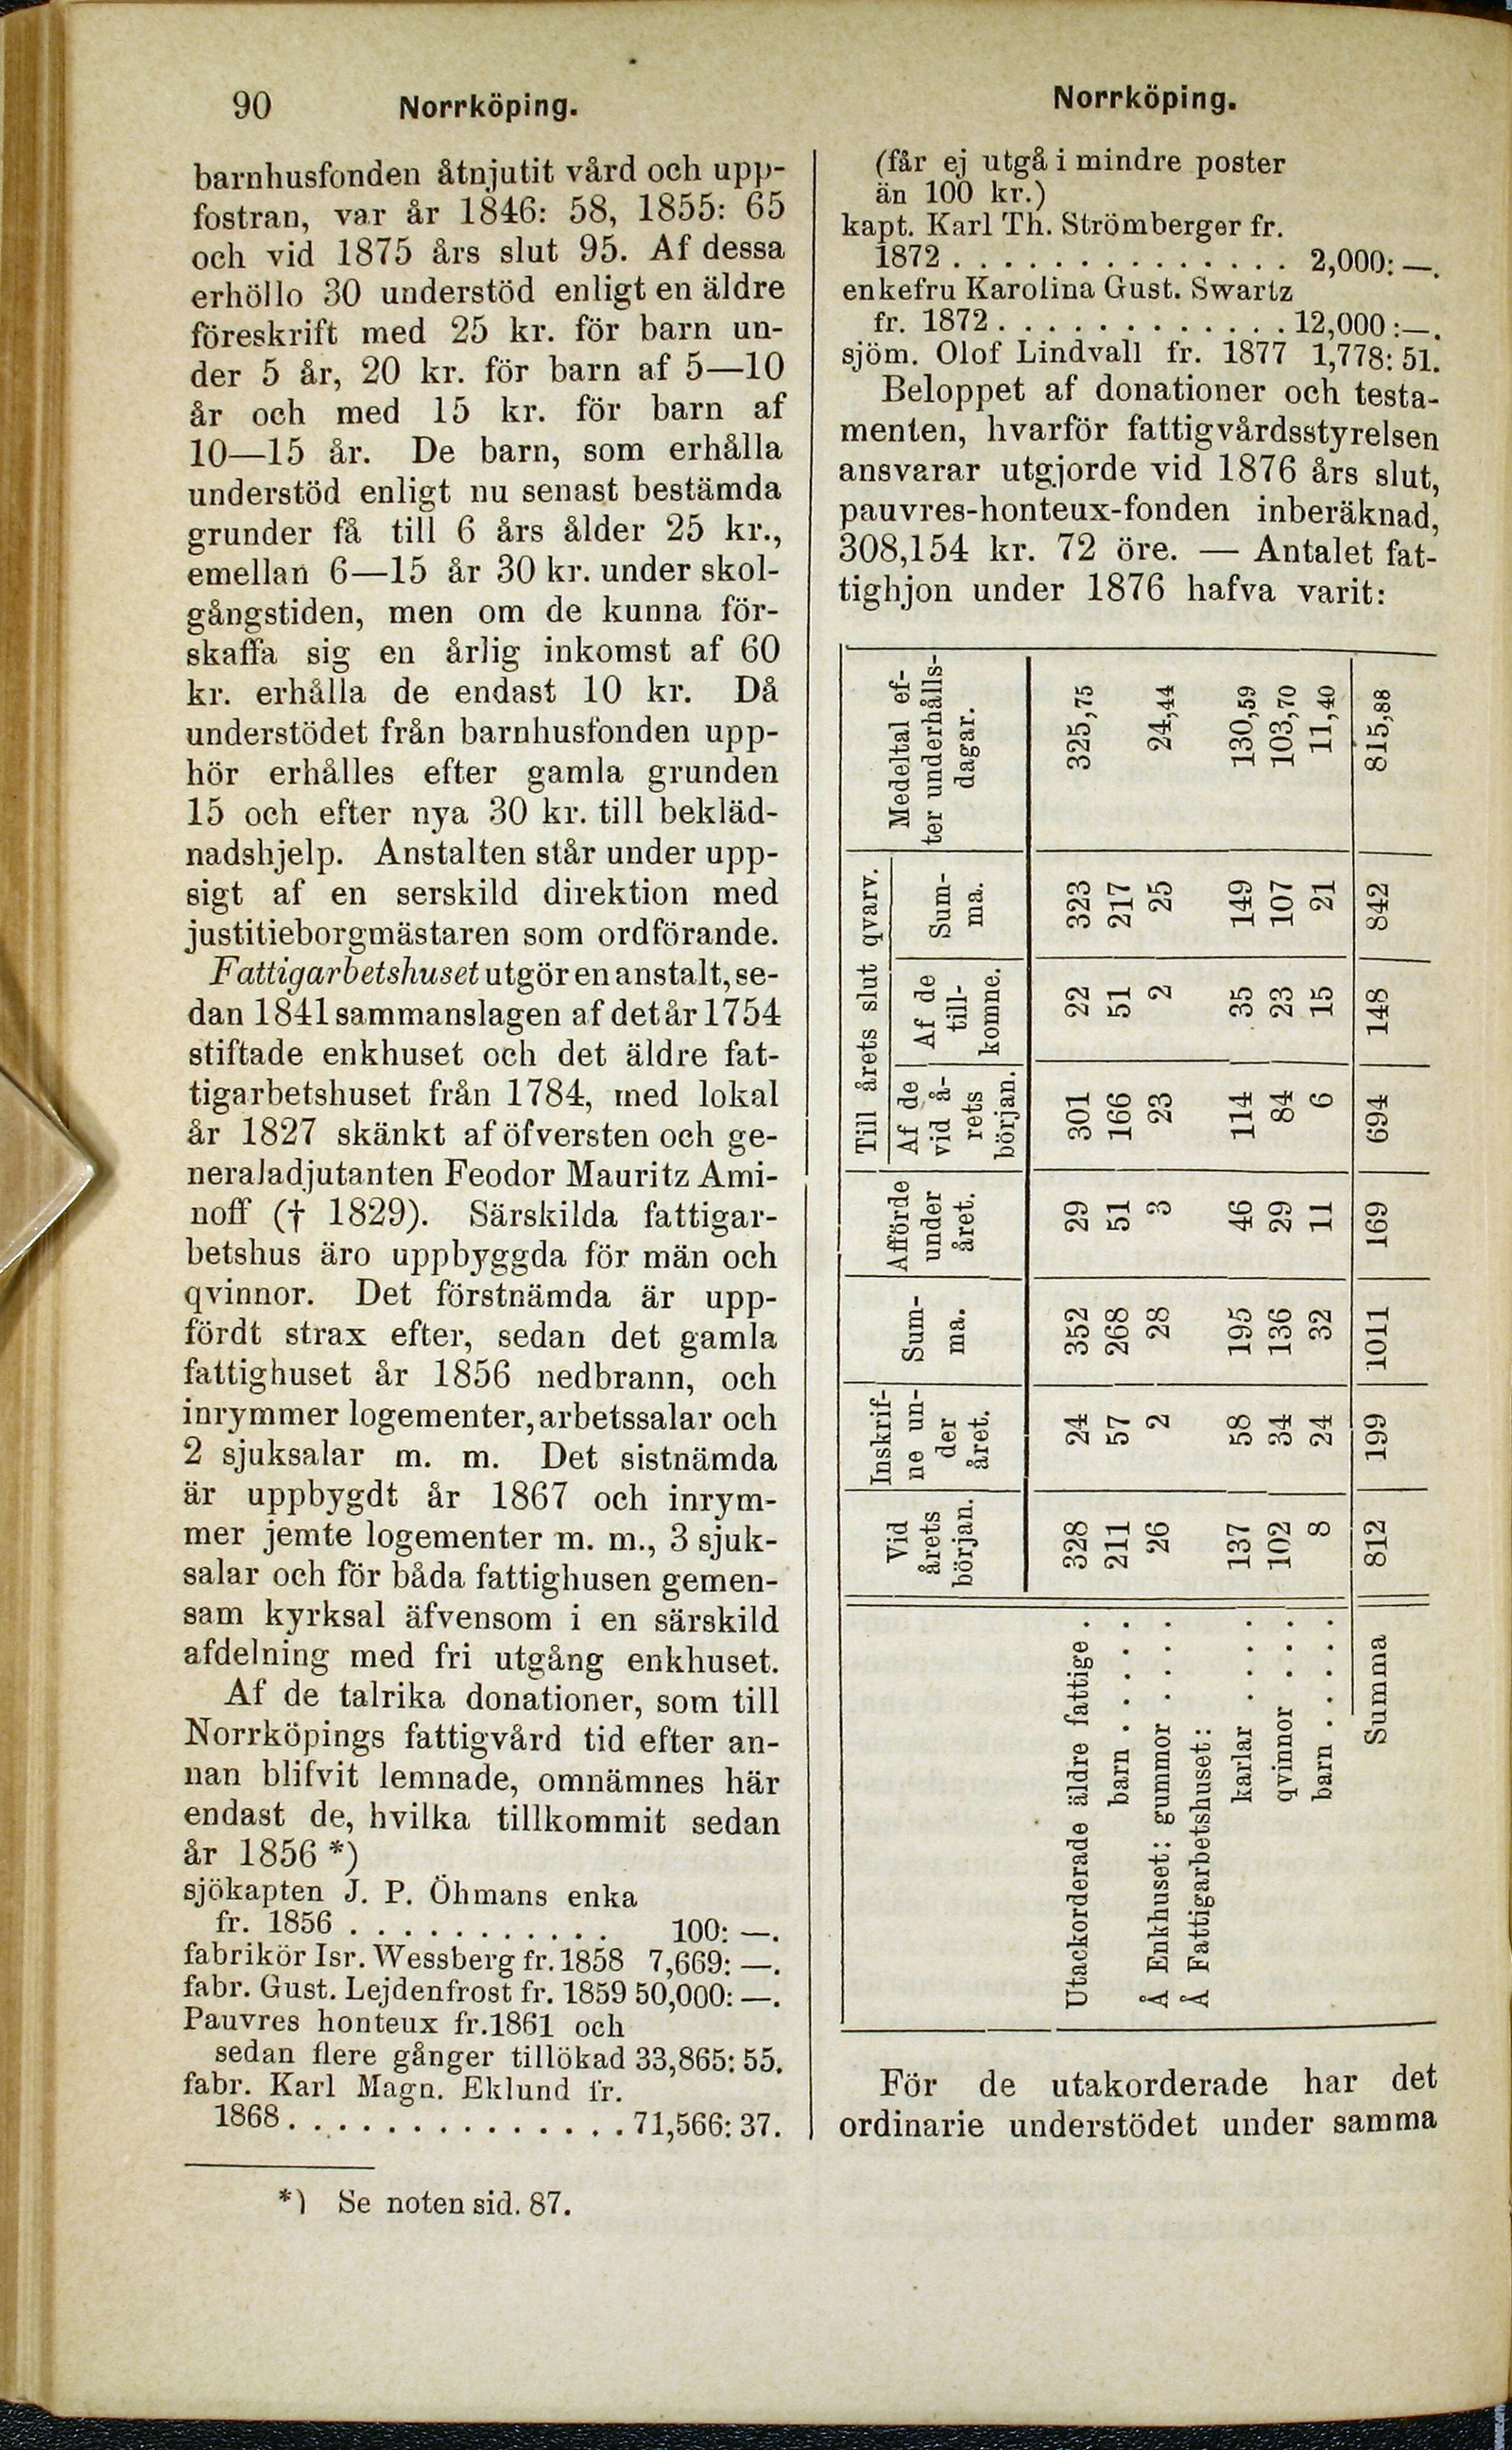 90 Norrköping.
barnhusfonden åtnjutit vård och upp-
fostran, var år 1846: 58, 1855: 65
och vid 1875 års slut 95. Af dessa
erhöllo 30 understöd enligt en äldre
föreskrift med 25 kr. för barn un-
der 5 år, 20 kr. för barn af 5—10
år och med 15 kr. för barn af
10—15 år. De barn, som erhålla
understöd enligt nu senast bestämda
grunder få till 6 års ålder 25 kr.,
emellan 6—15 år 30 kr. under skol-
gångstiden, men om de kunna för-
skaffa sig en årlig inkomst af 60
kr. erhålla de endast 10 kr. Då
understödet från barnhusfonden upp-
hör erhålles efter gamla grunden
15 och efter nya 30 kr. till bekläd-
nadshjelp. Anstalten står under upp-
sigt af en serskild direktion med
justitieborgmästaren som ordförande.
Fattigarbetshuset utgör en anstalt, se-
dan 1841 sammanslagen af det år 1754
stiftade enkhuset och det äldre fat-
tigarbetshuset från 1784, med lokal
år 1827 skänkt af öfversten och ge-
neraladjutanten Feodor Mauritz Ami-
noff († 1829). Särskilda fattigar-
betshus äro uppbyggda för män och
qvinnor. Det förstnämda är upp-
fördt strax efter, sedan det gamla
fattighuset år 1856 nedbrann, och
inrymmer logementer, arbetssalar och
2 sjuksalar m. m. Det sistnämda
är uppbygdt år 1867 och inrym-
mer jemte logementer m. m., 3 sjuk-
salar och för båda fattighusen gemen-
sam kyrksal äfvensom i en särskild
afdelning med fri utgång enkhuset.
Af de talrika donationer, som till
Norrköpings fattigvård tid efter an-
nan blifvit lemnade, omnämnes här
endast de, hvilka tillkommit sedan
år 1856 *)
sjökapten J. P. Öhmans enka
fr. 1856 . . . . . . . . . . . 100: —.
fabrikör Isr. Wessberg fr. 1858 7,669: —.
fabr. Gust. Lejdenfrost fr. 1859 50,000: —.
Pauvres honteux fr. 1861 och
sedan flere gånger tillökad 33,865: 55.
fabr. Karl Magn. Eklund fr.
1868. . . . . . . . . . . . . . 71,566: 37.
*) Se noten sid. 87.
Norrköping.
(får ej utgå i mindre poster
än 100 kr.)
kapt. Karl Th. Strömberger fr.
1872 . . . . . . . . . . . . . . 2,000: —.
enkefru Karolina Gust. Swartz
fr. 1872. . . . . . . . . . . . 12,000 :—.
sjöm. Olof Lindvall fr. 1877 1,778: 51.
Beloppet af donationer och testa-
menten, hvarför fattigvårdsstyrelsen
ansvarar utgjorde vid 1876 års slut,
pauvres-honteux-fonden inberäknad,
308,154 kr. 72 öre. — Antalet fat-
tighjon under 1876 hafva varit:
Vid årets början. Inskrif-ne un-der året. Sum-ma. Afförde under året. Till årets slut qvarv. Af de vid å-rets början. Af de till-komne. Sum-ma. Medeltal ef-ter underhålls-dagar.
Utackorderade äldre fattige . 328 24 352 29 301 22 323 325,75
barn . . . . . 211 57 268 51 166 51 217
Å Enkhuset: gummor . . . . 26 2 28 3 23 2 25 24,44
Å Fattigarbetshuset:
karlar . . . . 137 58 195 46 114 35 149 130,59
qvinnor . . . 102 34 136 29 84 23 107 103,70
barn . . . . . 8 24 32 11 6 15 21 11,40
Summa 812 199 1011 169 694 148 842 815,88
För de utakorderade har det
ordinarie understödet under samma